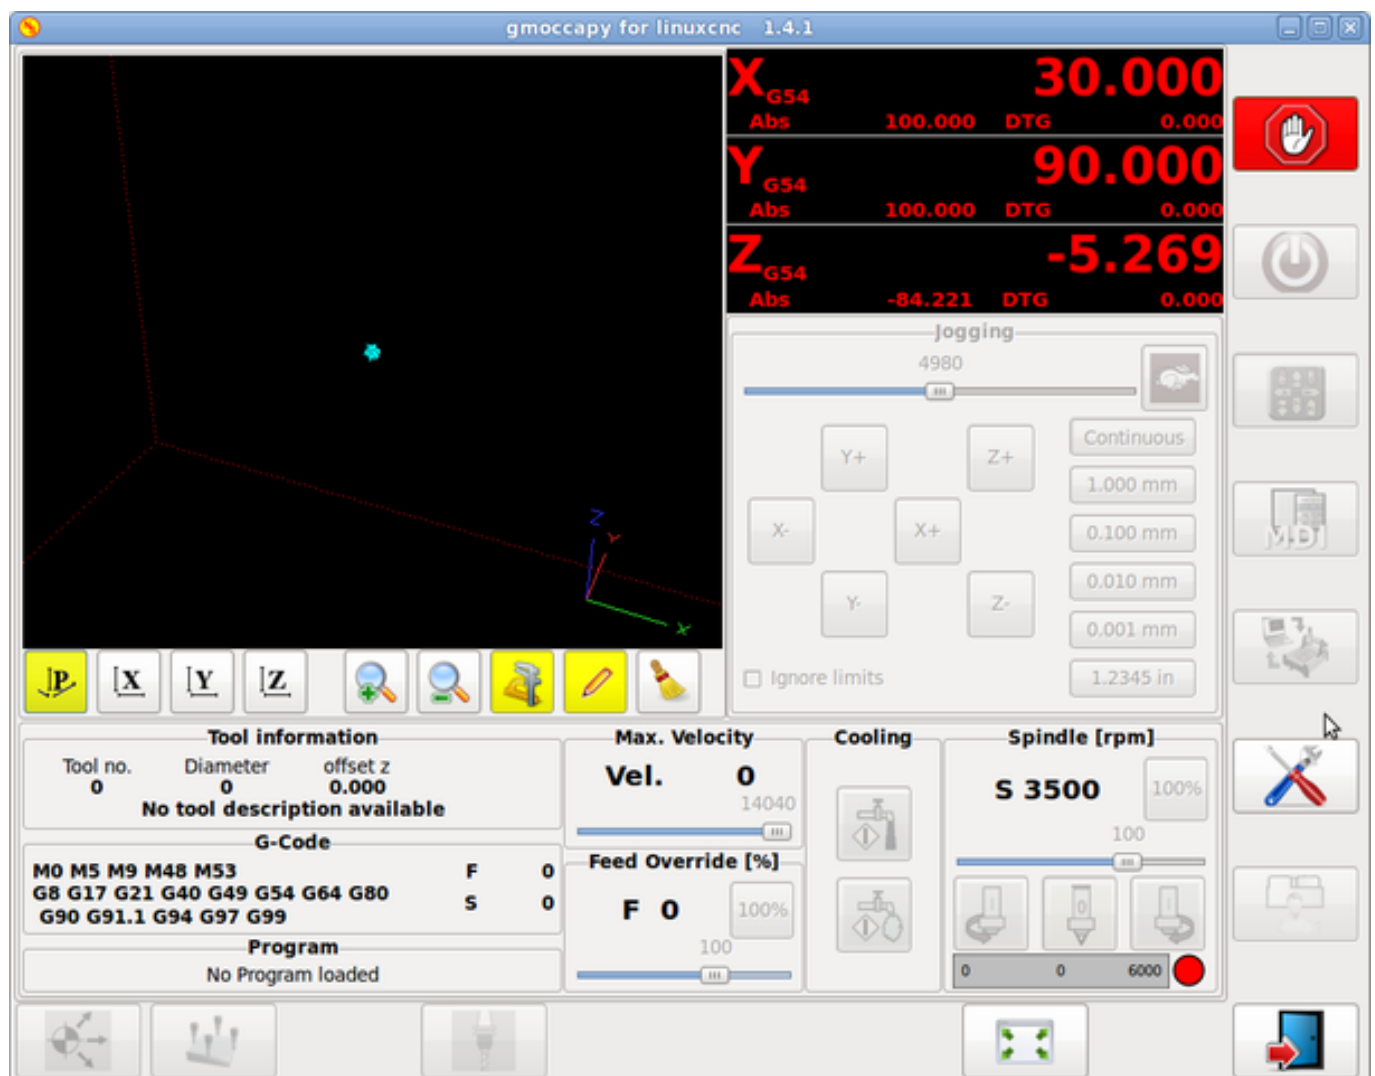 gmoccapy for linuxcnc 1.4.1
X G54 30.000
Abs 100.000 DTG 0.000
Y G54 90.000
Abs 100.000 DTG 0.000
Z G54 -5.269
Abs -84.221 DTG 0.000
Jogging
4980
Continuous
Y+ Z+
1.000 mm
X- X+
0.100 mm
0.010 mm
Y- Z-
0.001 mm
Ignore limits
1.2345 in
Z
Y
X
P X Y Z
MDI
Tool information
Tool no. Diameter offset z
0 0 0.000
No tool description available
G-Code
M0 M5 M9 M48 M53 F 0
G8 G17 G21 G40 G49 G54 G64 G80 S 0
G90 G91.1 G94 G97 G99
Program
No Program loaded
Max. Velocity
Vel. 0
14040
Feed Override [%]
F 0 100%
100
Cooling
Spindle [rpm]
S 3500 100%
100
1 0 1
0 0 6000